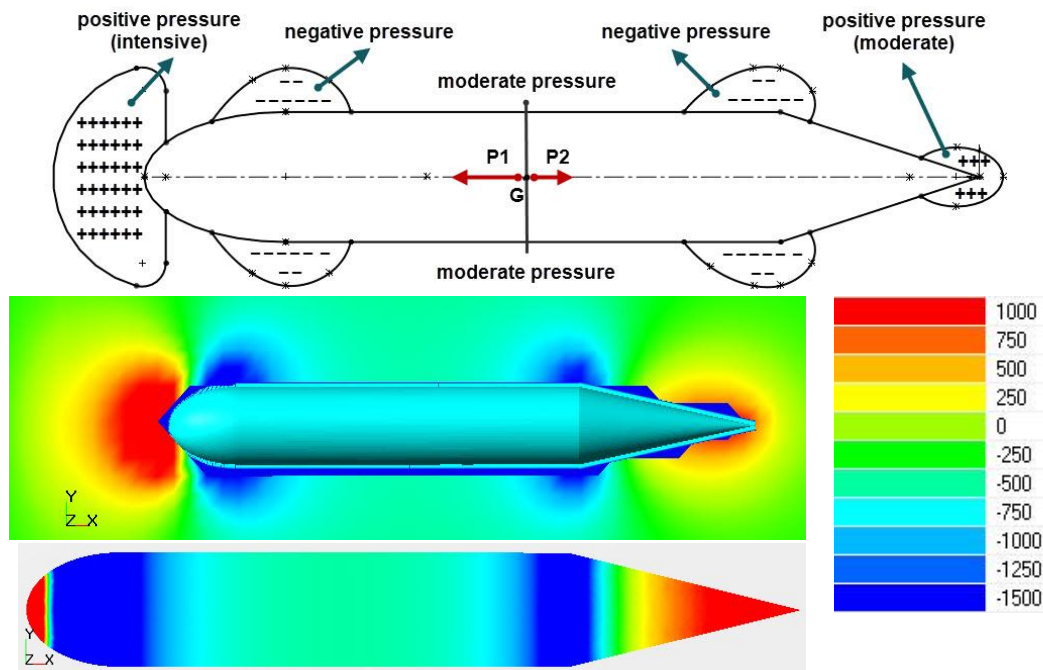 positive pressure
(intensive)
negative pressure
negative pressure
positive pressure
(moderate)
moderate pressure
--
-------
--
-------
++++++
++++++
++++++
++++++
++++++
++++++
P1
P2
G
+++
+++
-------
--
-------
--
moderate pressure
1000
750
500
250
0
-250
-500
-750
-1000
-1250
-1500
Y
Z X
Y
Z X